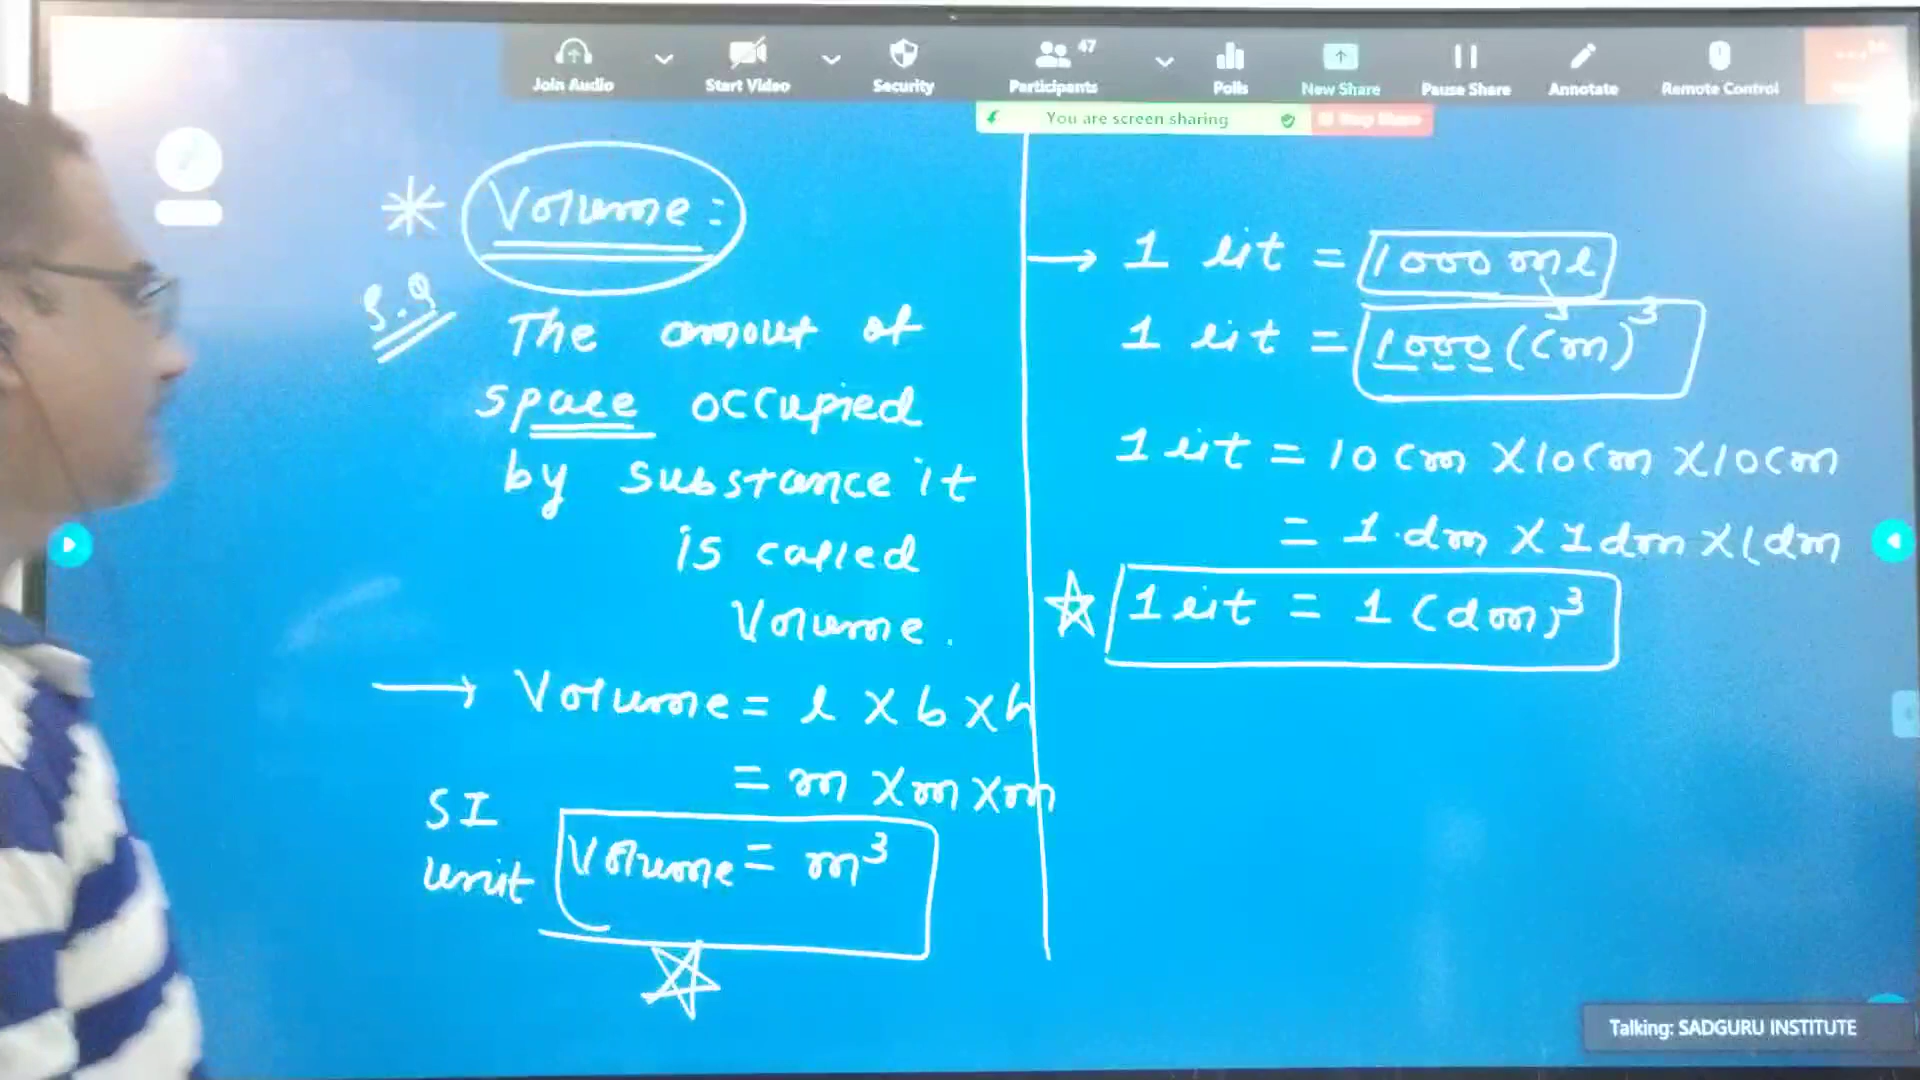 Join Audio
Start Video
Security
Participants
47
Polls
New Share
Pause Share
Annotate
Remote Control
You are screen sharing
Stop Share
* Volume:
The amout of
space occupied
by substance it
is called
Volume.
→ Volume = l × b × h
= m × m × m
SI
unit
Volume = m³
→ 1 lit = 1000 ml
1 lit = 1000 (cm)³
1 lit = 10 cm × 10 cm × 10 cm
= 1 dm × 1 dm × 1 dm
1 lit = 1 (dm)³
Talking: SADGURU INSTITUTE